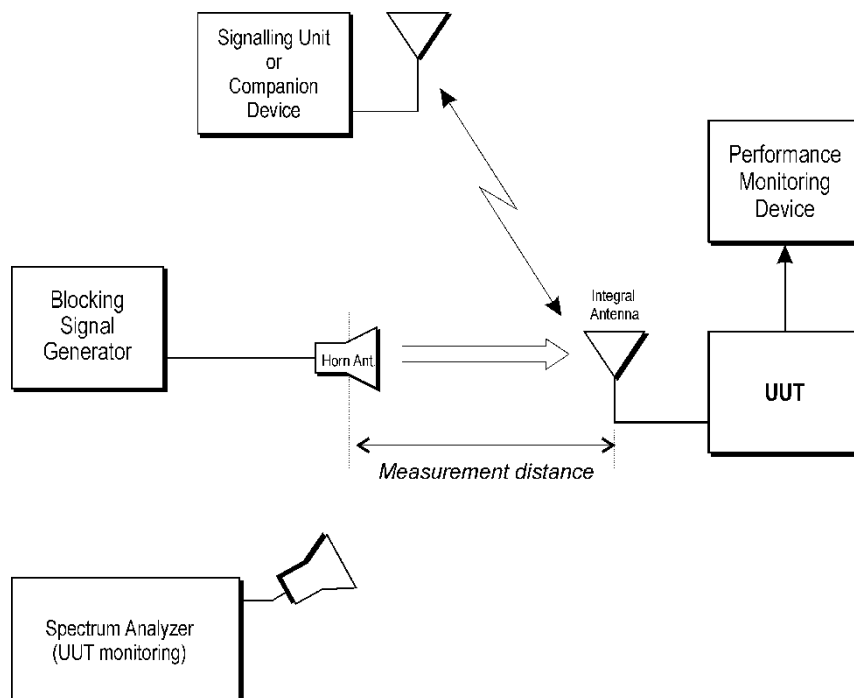 Signalling Unit
or
Companion
Device
Performance
Monitoring
Device
Blocking
Signal
Generator
Horn Ant.
Integral
Antenna
UUT
Measurement distance
Spectrum Analyzer
(UUT monitoring)